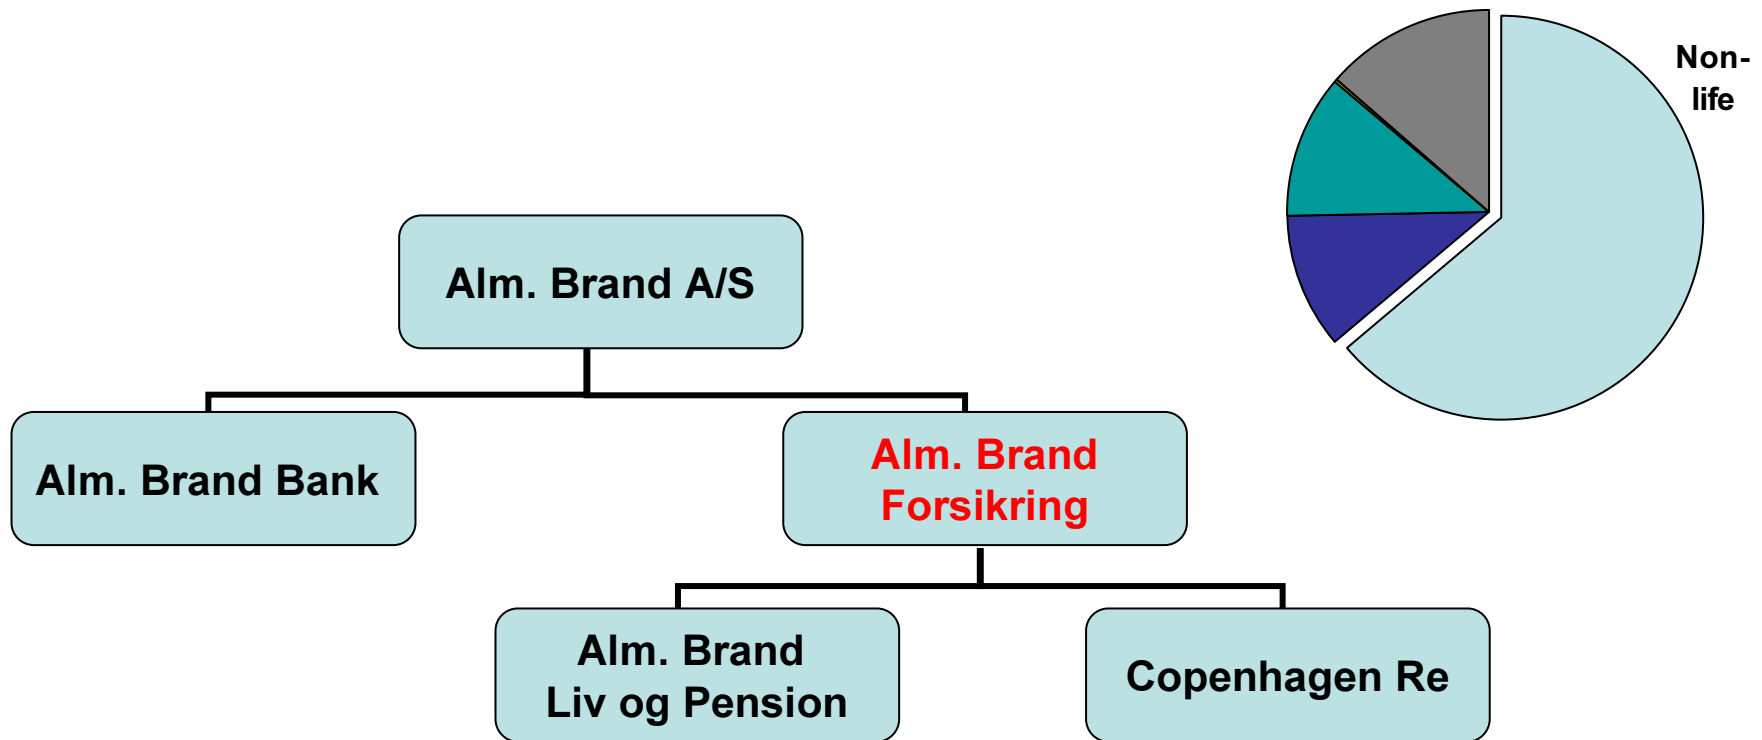 Non-
life
Alm. Brand A/S
Alm. Brand Bank
Alm. Brand
Forsikring
Alm. Brand
Liv og Pension
Copenhagen Re